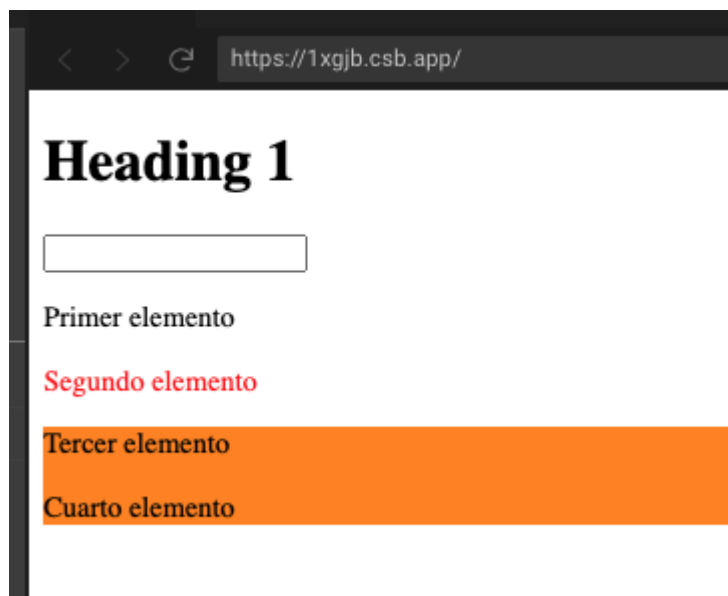 https://1xgjb.csb.app/
Heading 1
Primer elemento
Segundo elemento
Tercer elemento
Cuarto elemento